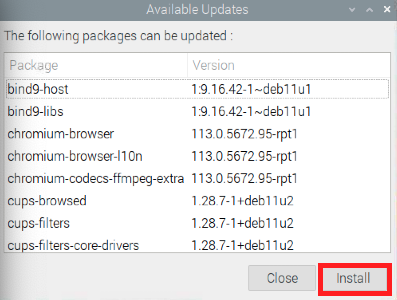 Available Updates
The following packages can be updated :
Package Version
bind9-host 1:9.16.42-1~deb11u1
bind9-libs 1:9.16.42-1~deb11u1
chromium-browser 113.0.5672.95-rpt1
chromium-browser-l10n 113.0.5672.95-rpt1
chromium-codecs-ffmpeg-extra 113.0.5672.95-rpt1
cups-browsed 1.28.7-1+deb11u2
cups-filters 1.28.7-1+deb11u2
cups-filters-core-drivers 1.28.7-1+deb11u2
Close Install